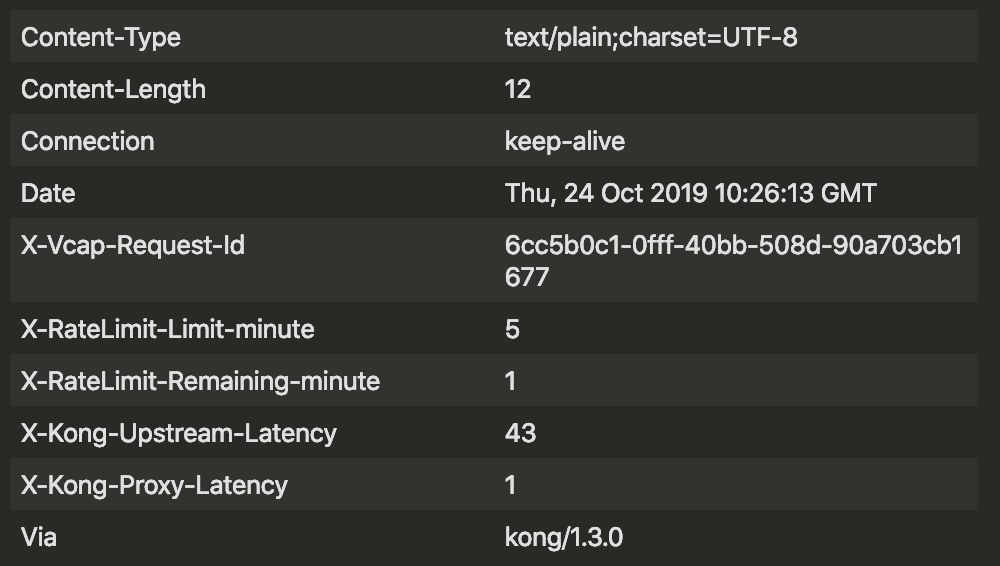 Content-Type text/plain;charset=UTF-8
Content-Length 12
Connection keep-alive
Date Thu, 24 Oct 2019 10:26:13 GMT
X-Vcap-Request-Id 6cc5b0c1-0fff-40bb-508d-90a703cb1
677
X-RateLimit-Limit-minute 5
X-RateLimit-Remaining-minute 1
X-Kong-Upstream-Latency 43
X-Kong-Proxy-Latency 1
Via kong/1.3.0